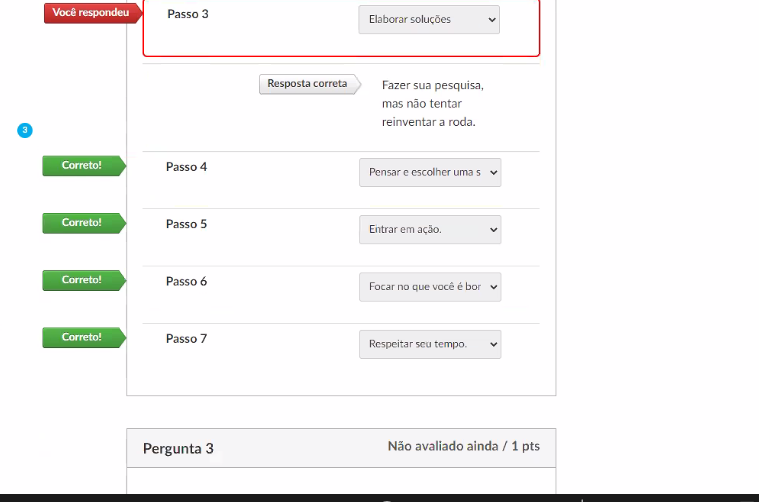 Você respondeu
Passo 3
Elaborar soluções
Resposta correta
Fazer sua pesquisa,
mas não tentar
reinventar a roda.
3
Correto!
Passo 4
Pensar e escolher uma s
Correto!
Passo 5
Entrar em ação.
Correto!
Passo 6
Focar no que você é bor
Correto!
Passo 7
Respeitar seu tempo.
Pergunta 3
Não avaliado ainda / 1 pts